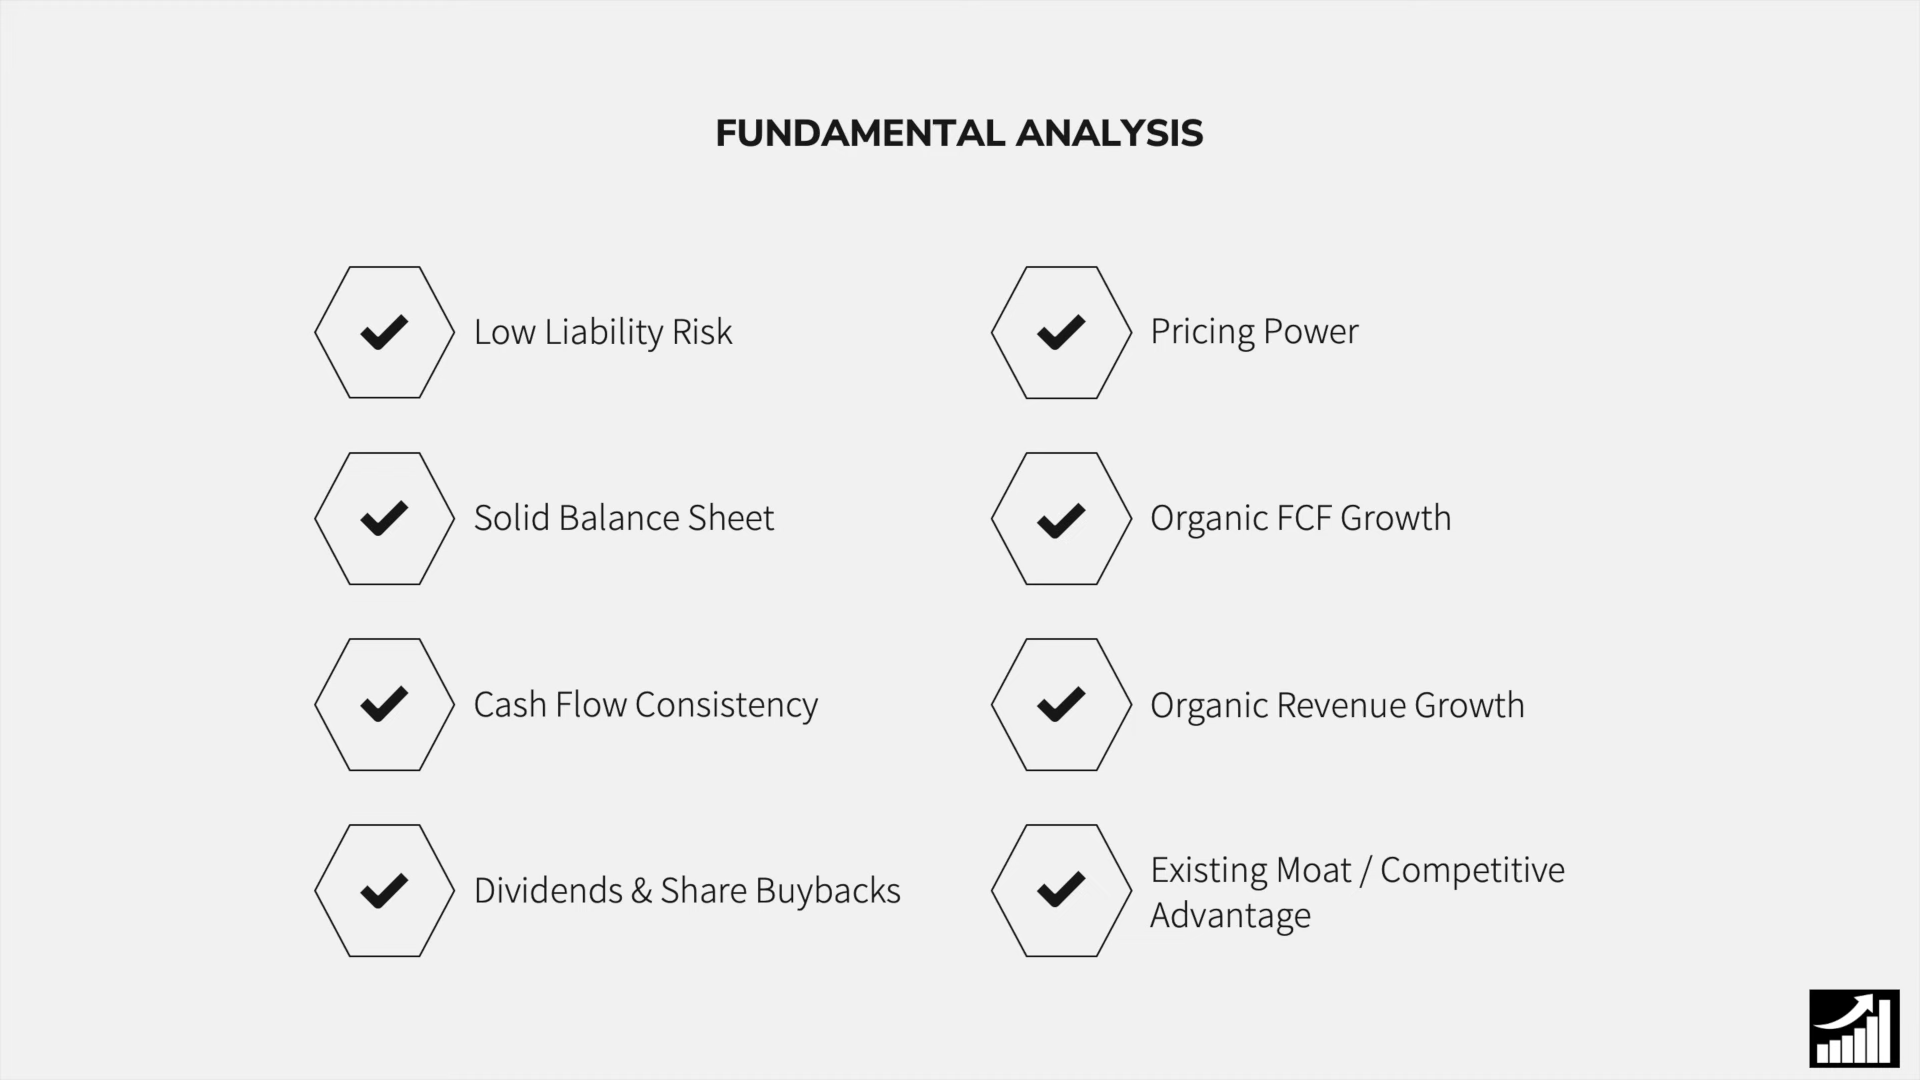 FUNDAMENTAL ANALYSIS
Low Liability Risk
Solid Balance Sheet
Cash Flow Consistency
Dividends & Share Buybacks
Pricing Power
Organic FCF Growth
Organic Revenue Growth
Existing Moat / Competitive
Advantage